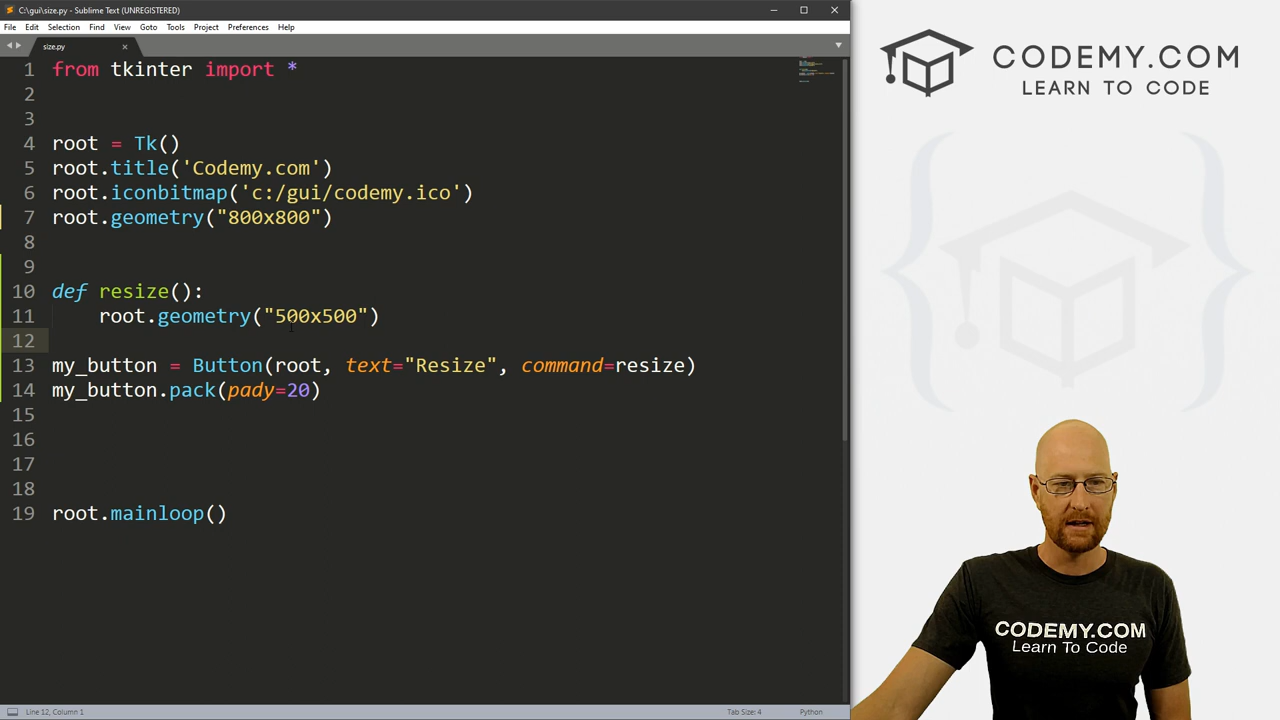 C:\gui\size.py - Sublime Text (UNREGISTERED)
File Edit Selection Find View Goto Tools Project Preferences Help
size.py
1 from tkinter import *
2
3
4 root = Tk()
5 root.title('Codemy.com')
6 root.iconbitmap('c:/gui/codemy.ico')
7 root.geometry("800x800")
8
9
10 def resize():
11 root.geometry("500x500")
12
13 my_button = Button(root, text="Resize", command=resize)
14 my_button.pack(pady=20)
15
16
17
18
19 root.mainloop()
Line 12, Column 1
Tab Size: 4
Python
CODEMY.COM
LEARN TO CODE
CODEMY.COM
Learn To Code